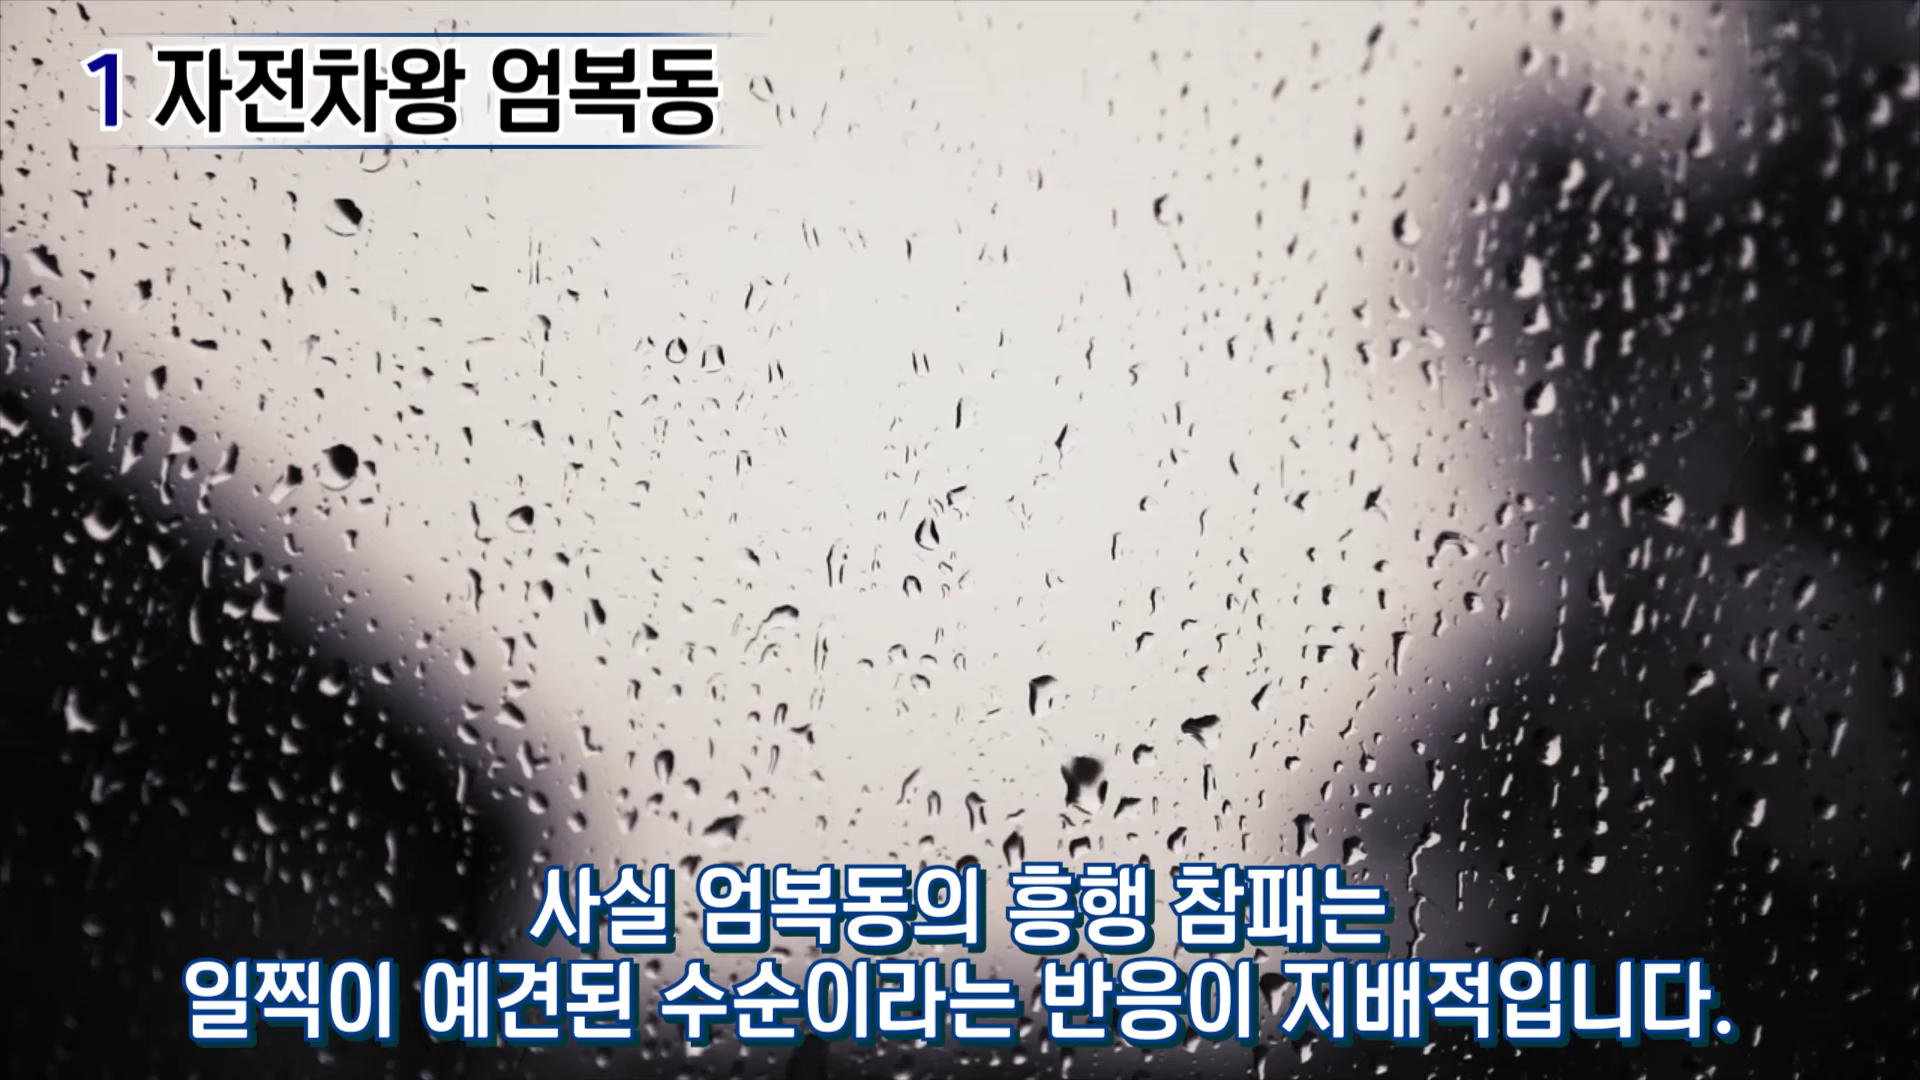 1 자전차왕 엄복동
사실 엄복동의 흥행 참패는
일찍이 예견된 수순이라는 반응이 지배적입니다.